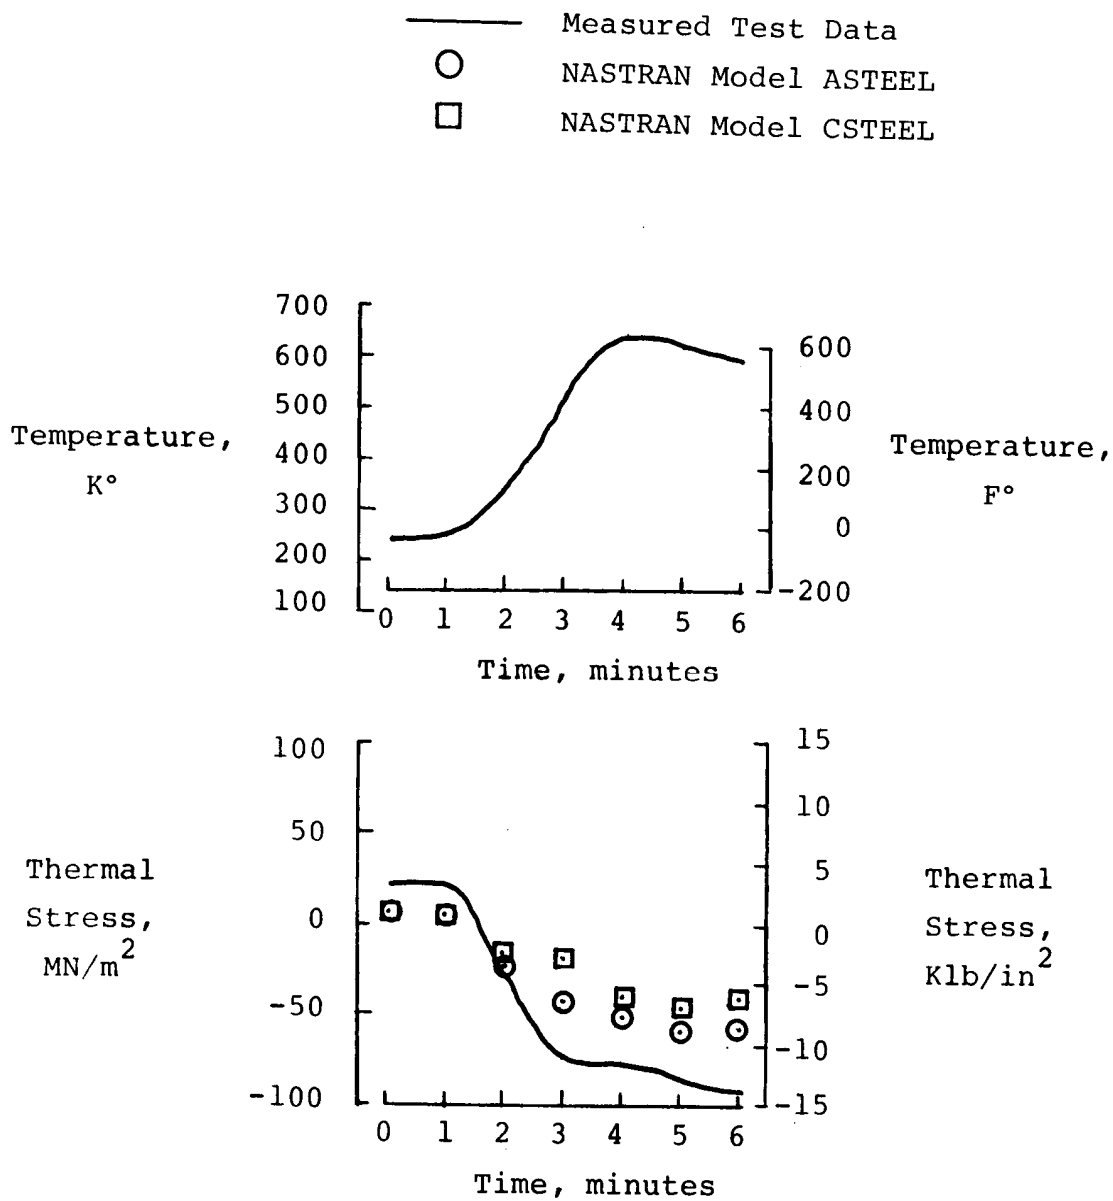 Measured Test Data
NASTRAN Model ASTEEL
NASTRAN Model CSTEEL
700
600
500
400
300
200
100
Temperature,
K°
600
400
200
0
-200
Temperature,
F°
0 1 2 3 4 5 6
Time, minutes
100
50
0
-50
-100
Thermal
Stress,
MN/m²
15
10
5
0
-5
-10
-15
Thermal
Stress,
Klb/in²
0 1 2 3 4 5 6
Time, minutes